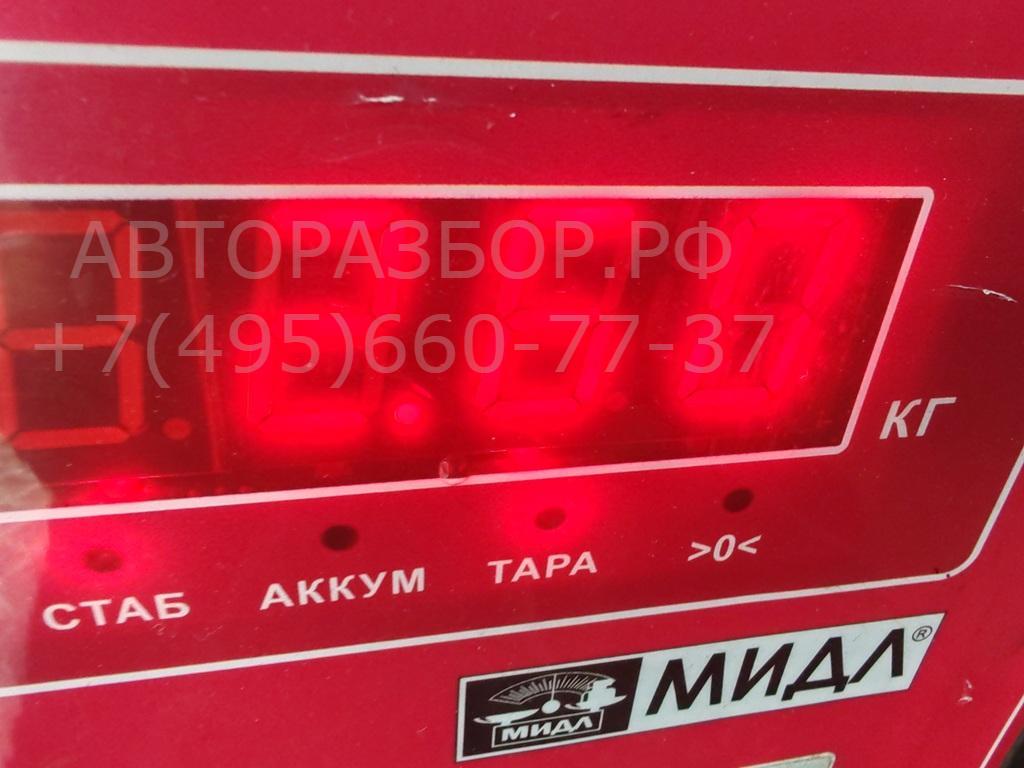 АВТОРАЗБОР.РФ
+7(495)660-77-37
КГ
СТАБ АККУМ ТАРА >0<
МИДЛ МИДЛ®